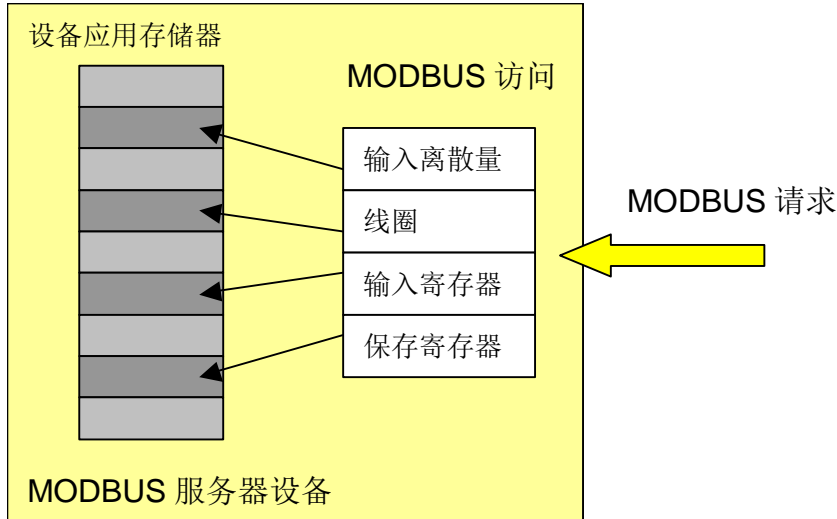 设备应用存储器
MODBUS 访问
输入离散量
线圈
输入寄存器
保存寄存器
MODBUS 请求
MODBUS 服务器设备